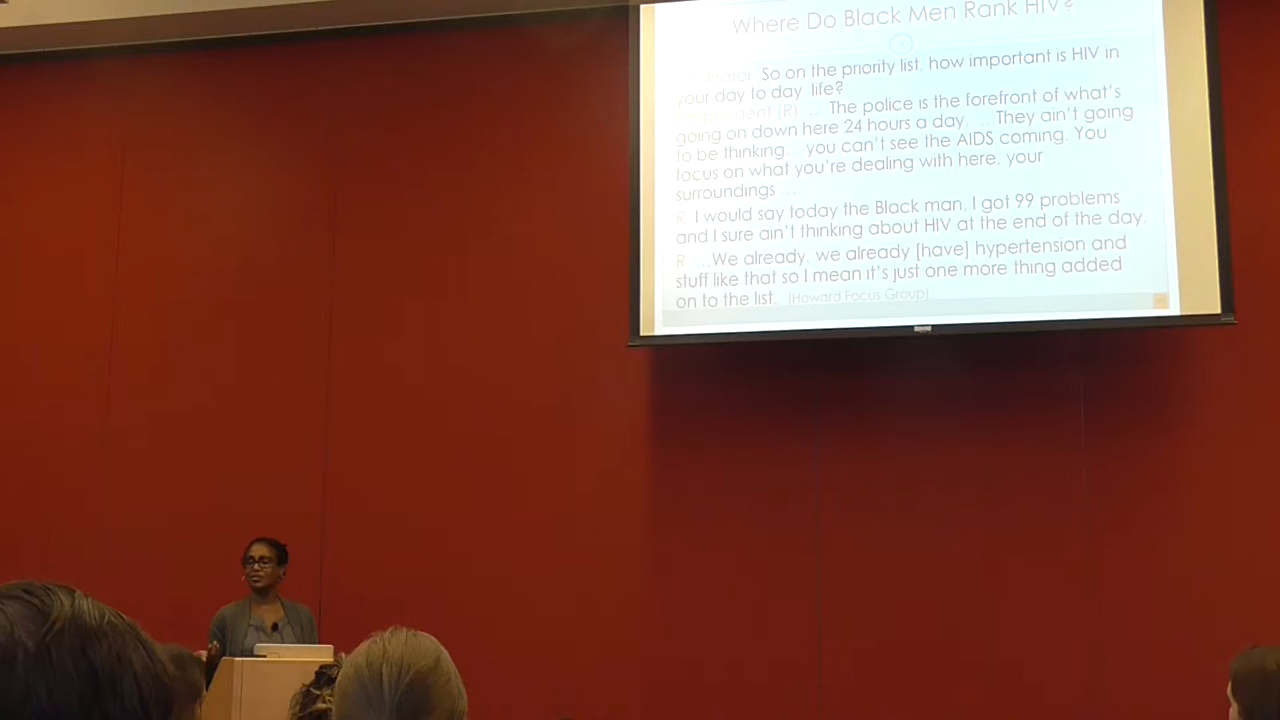 Where Do Black Men Rank HIV?
So on the priority list, how important is HIV in
your day to day life?
(R) ... The police is the forefront of what's
going on down here 24 hours a day. ... They ain't going
to be thinking... you can't see the AIDS coming. You
focus on what you're dealing with here, your
surroundings ...
R: I would say today the Black man, I got 99 problems
and I sure ain't thinking about HIV at the end of the day.
R: ...We already, we already [have] hypertension and
stuff like that so I mean it's just one more thing added
on to the list. [Howard Focus Group]